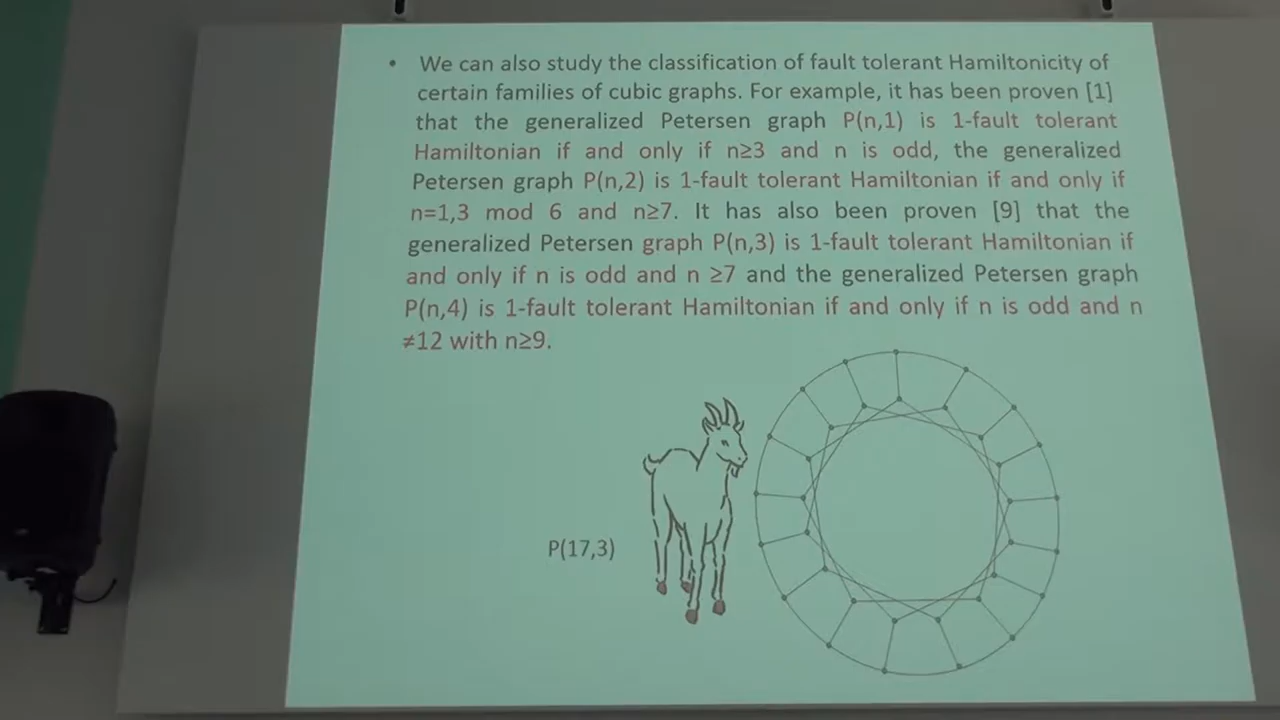 • We can also study the classification of fault tolerant Hamiltonicity of
certain families of cubic graphs. For example, it has been proven [1]
that the generalized Petersen graph P(n,1) is 1-fault tolerant
Hamiltonian if and only if n≥3 and n is odd, the generalized
Petersen graph P(n,2) is 1-fault tolerant Hamiltonian if and only if
n=1,3 mod 6 and n≥7. It has also been proven [9] that the
generalized Petersen graph P(n,3) is 1-fault tolerant Hamiltonian if
and only if n is odd and n ≥7 and the generalized Petersen graph
P(n,4) is 1-fault tolerant Hamiltonian if and only if n is odd and n
≠12 with n≥9.
P(17,3)